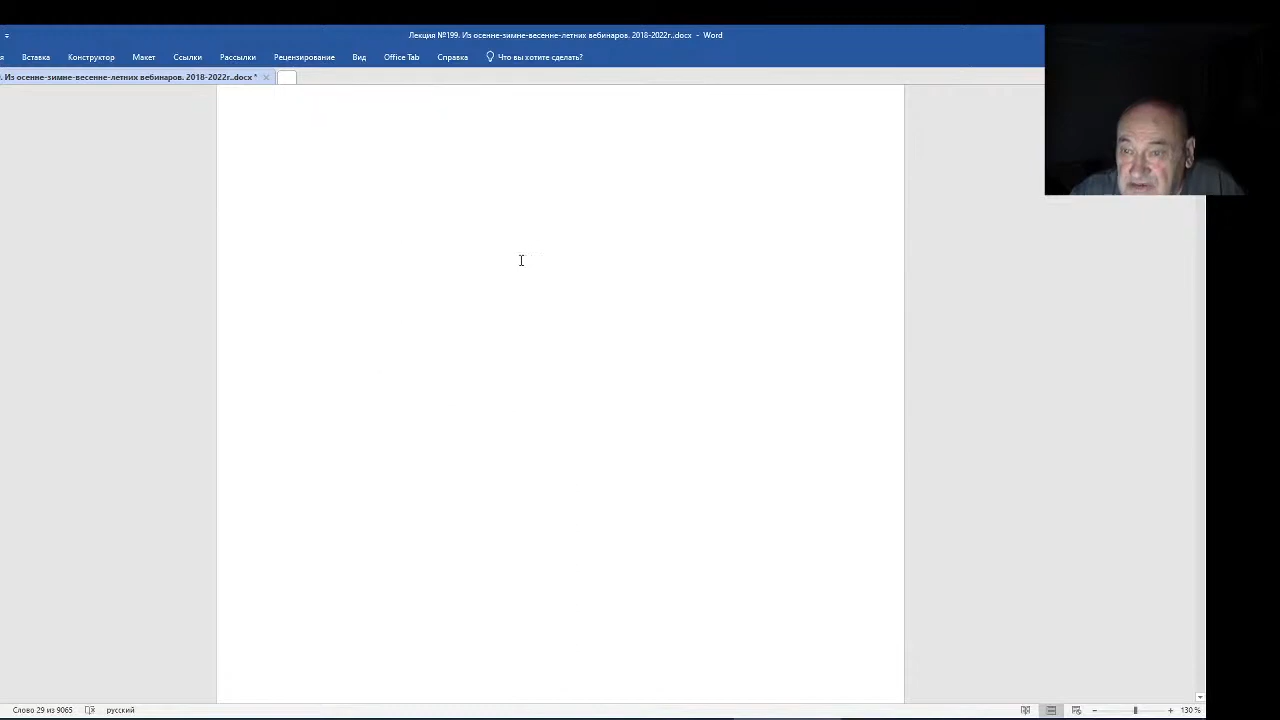 Лекция №199. Из осенне-зимне-весенне-летних вебинаров. 2018-2022г..docx - Word
я Вставка Конструктор Макет Ссылки Рассылки Рецензирование Вид Office Tab Справка Что вы хотите сделать?
. Из осенне-зимне-весенне-летних вебинаров. 2018-2022г..docx *
Слово 29 из 9065 русский 130 %